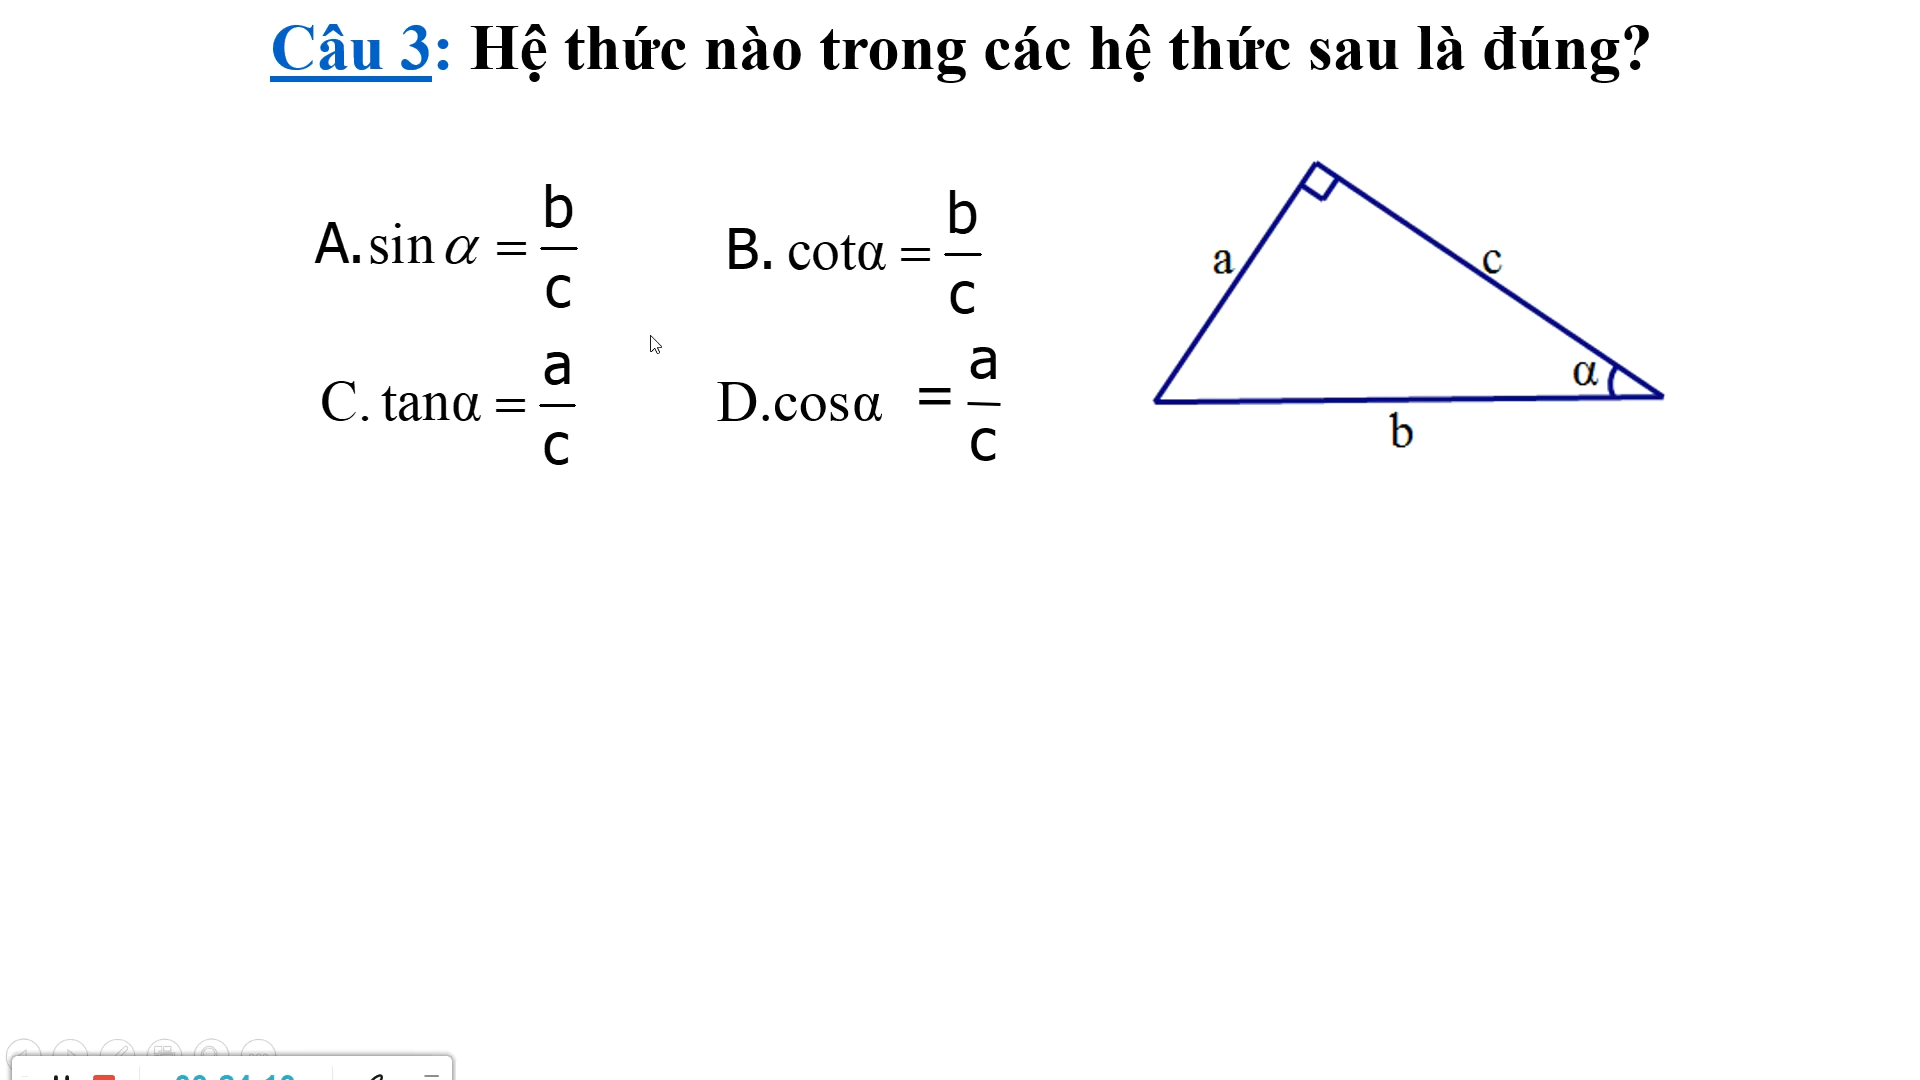 Câu 3: Hệ thức nào trong các hệ thức sau là đúng?
A. sin α = b/c
B. cotα = b/c
C. tanα = a/c
D.cosα = a/c
a
c
α
b